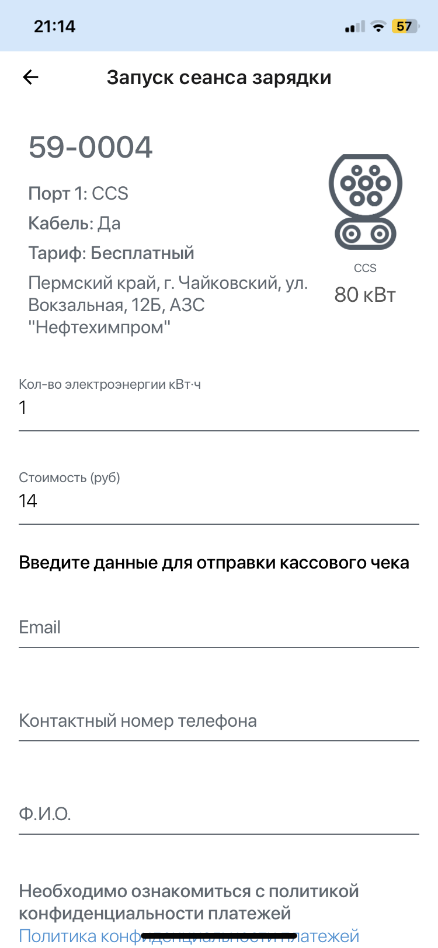 21:14
57
Запуск сеанса зарядки
59-0004
Порт 1: CCS
Кабель: Да
Тариф: Бесплатный
Пермский край, г. Чайковский, ул.
Вокзальная, 12Б, АЗС
"Нефтехимпром"
CCS
80 кВт
Кол-во электроэнергии кВт·ч
1
Стоимость (руб)
14
Введите данные для отправки кассового чека
Email
Контактный номер телефона
Ф.И.О.
Необходимо ознакомиться с политикой
конфиденциальности платежей
Политика конфиденциальности платежей